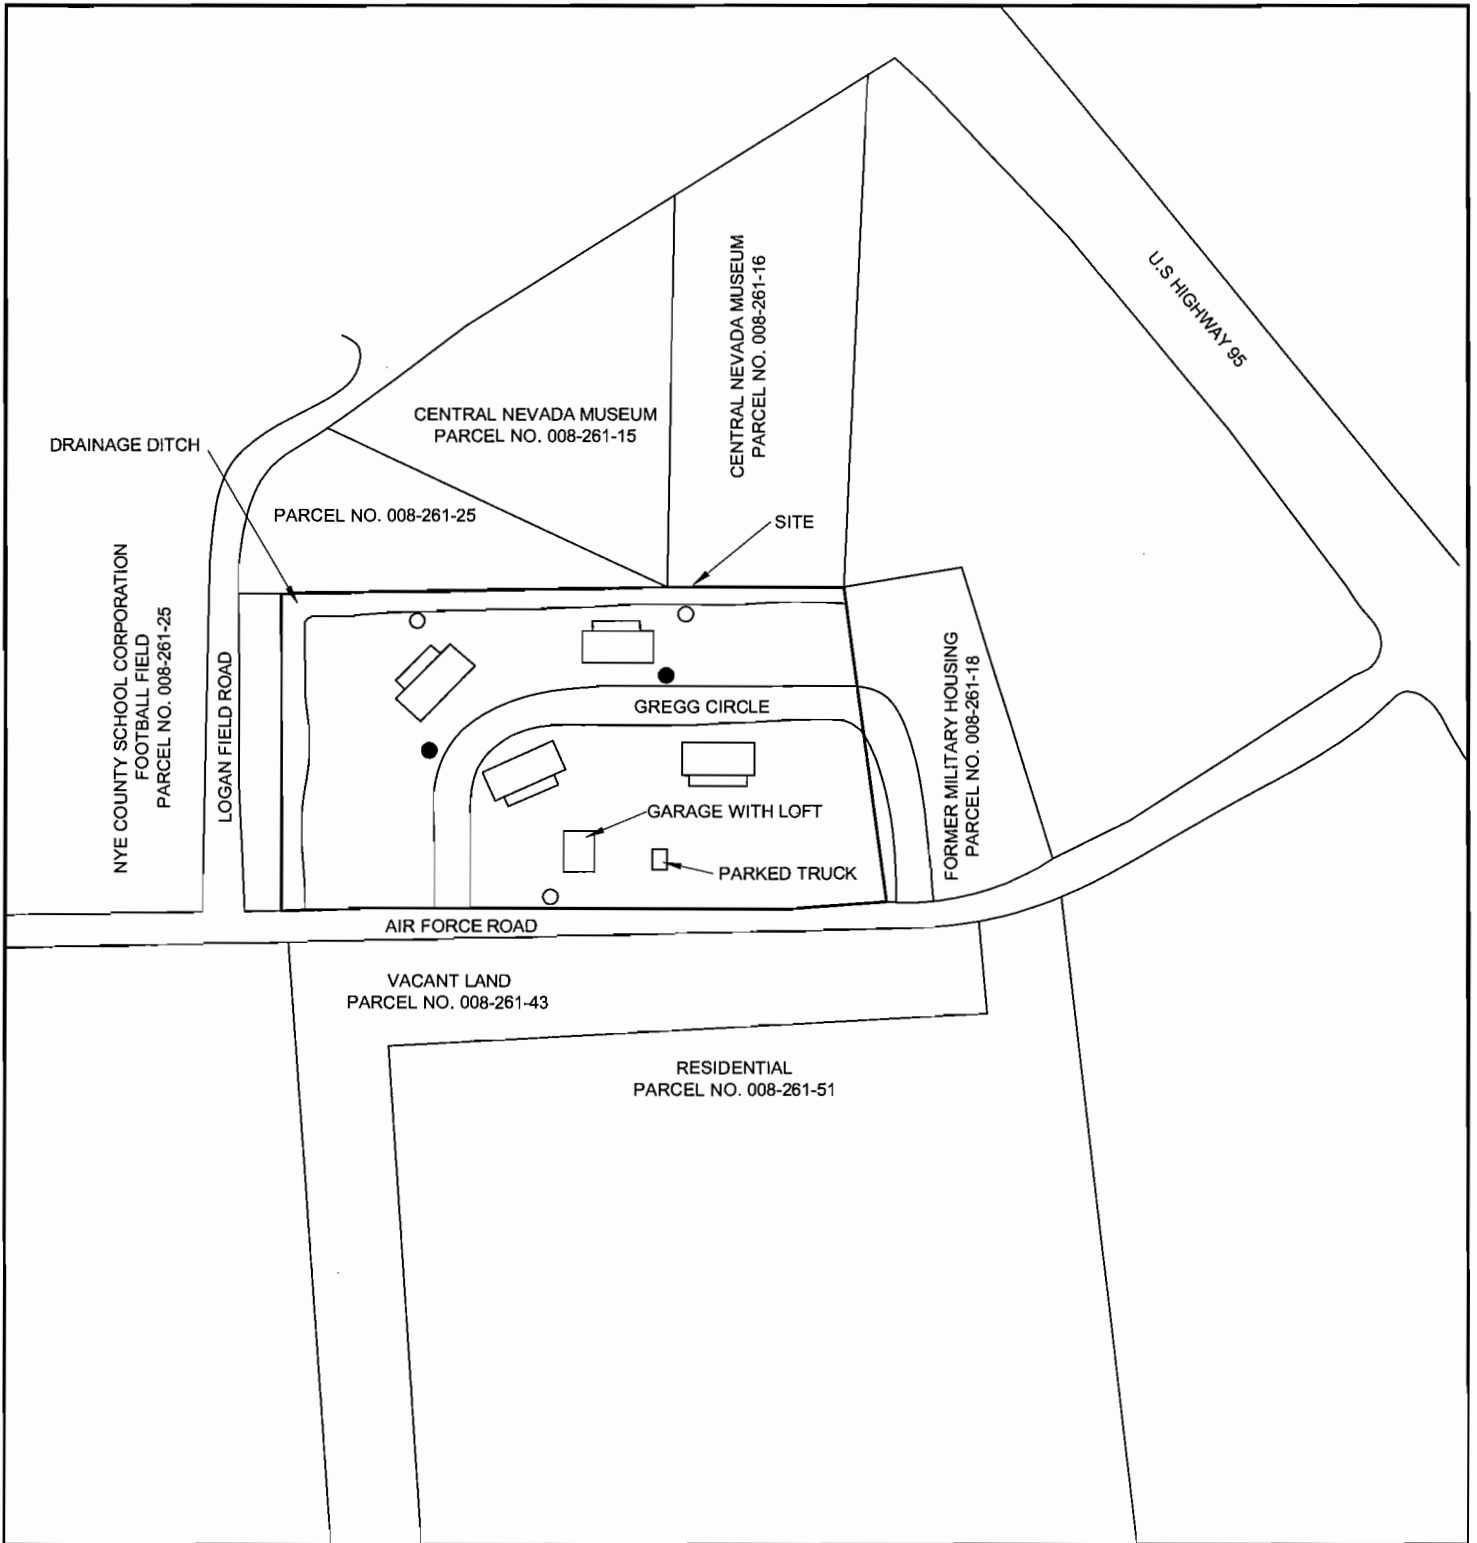 U.S HIGHWAY 95
CENTRAL NEVADA MUSEUM
PARCEL NO. 008-261-16
CENTRAL NEVADA MUSEUM
PARCEL NO. 008-261-15
DRAINAGE DITCH
PARCEL NO. 008-261-25
SITE
NYE COUNTY SCHOOL CORPORATION
FOOTBALL FIELD
PARCEL NO. 008-261-25
LOGAN FIELD ROAD
GREGG CIRCLE
FORMER MILITARY HOUSING
PARCEL NO. 008-261-18
GARAGE WITH LOFT
PARKED TRUCK
AIR FORCE ROAD
VACANT LAND
PARCEL NO. 008-261-43
RESIDENTIAL
PARCEL NO. 008-261-51